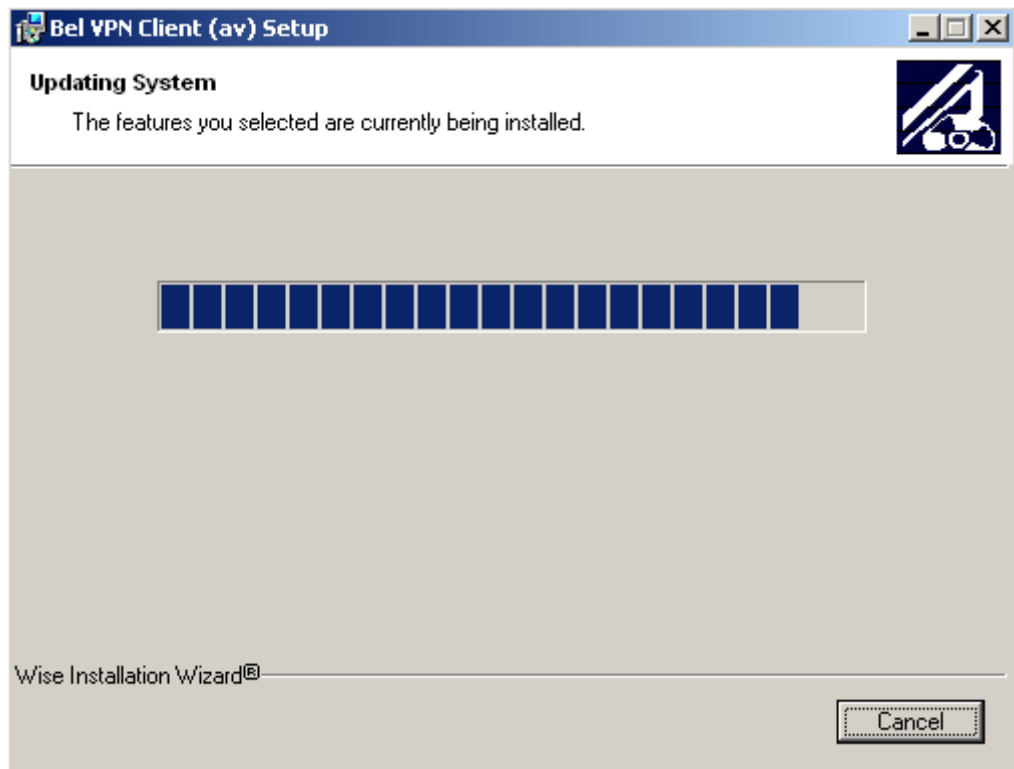 Bel VPN Client (av) Setup
Updating System
The features you selected are currently being installed.
Wise Installation Wizard®
Cancel